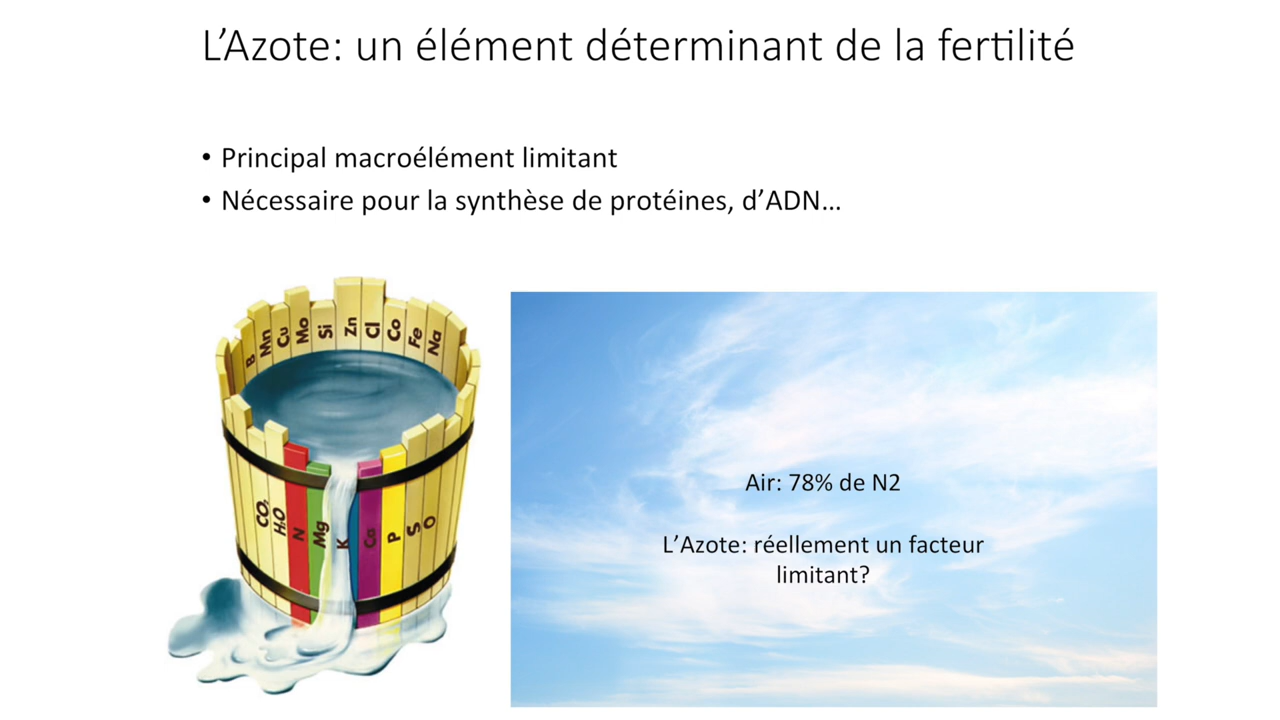 L'Azote: un élément déterminant de la fertilité
• Principal macroélément limitant
• Nécessaire pour la synthèse de protéines, d'ADN...
B Mn Cu Mo Si Zn Cl Co Fe Na
CO₂ H₂O N Mg K Ca P S O
Air: 78% de N2
L'Azote: réellement un facteur
limitant?